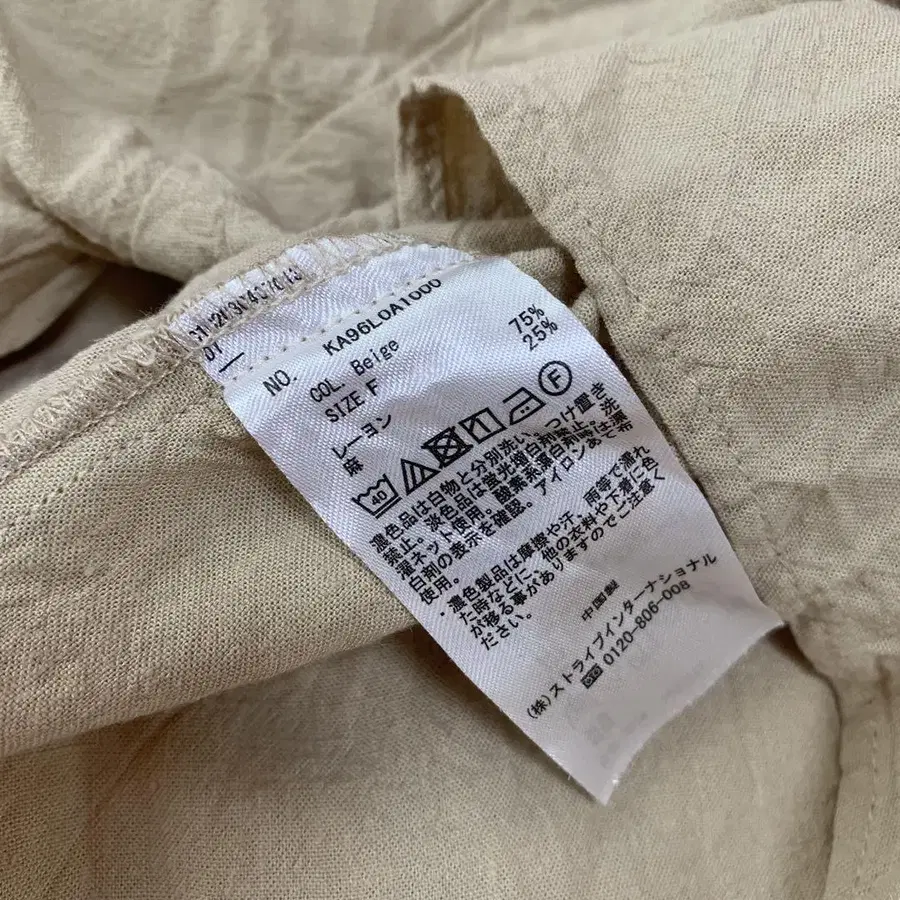 NO. KA96L0A1000
COL. Beige
SIZE F
レーヨン 75%
麻 25%
40 F
濃色品は白物と分別洗い、つけ置き
禁止。淡色品は蛍光増白剤禁止。洗
濯ネット使用。酸素系漂白剤時は漂
白剤の表示を確認。アイロンあて布
使用。
・濃色製品は摩擦や汗、雨等で濡れ
た時などに、他の衣料や下着に色
が移る事がありますのでご注意く
ださい。
中国製
(株)ストライプインターナショナル
0120-806-008